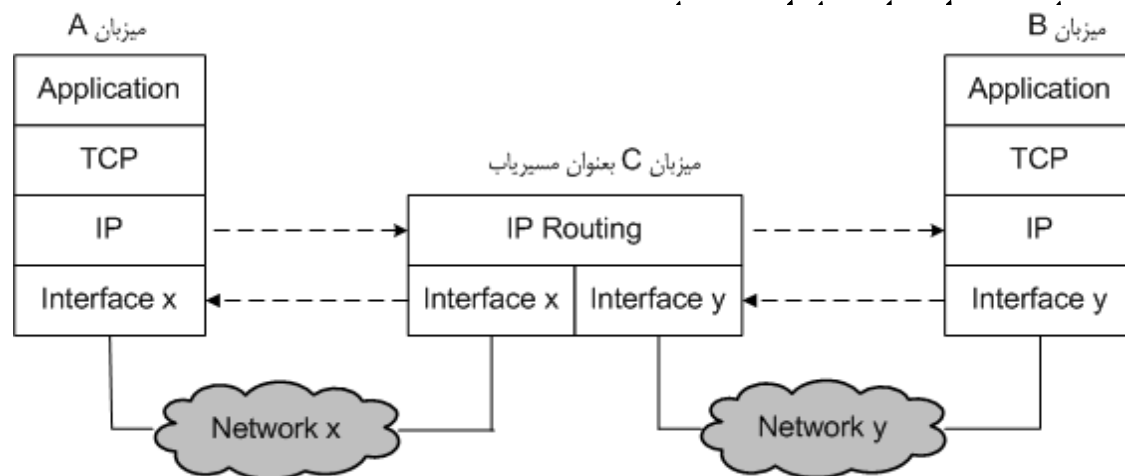 میزبان A
میزبان B
Application
Application
TCP
TCP
میزبان C بعنوان مسیریاب
IP
IP Routing
IP
Interface x
Interface x
Interface y
Interface y
Network x
Network y